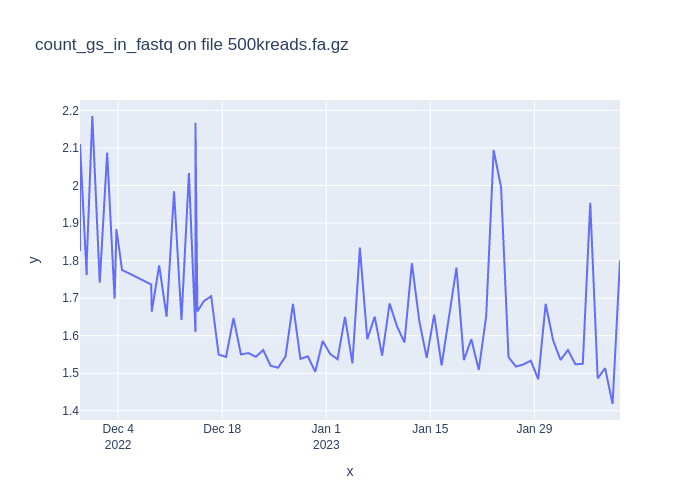 count_gs_in_fastq on file 500kreads.fa.gz
2.2
2.1
2
1.9
1.8
1.7
1.6
1.5
1.4
y
Dec 4
2022
Dec 18
Jan 1
2023
Jan 15
Jan 29
x